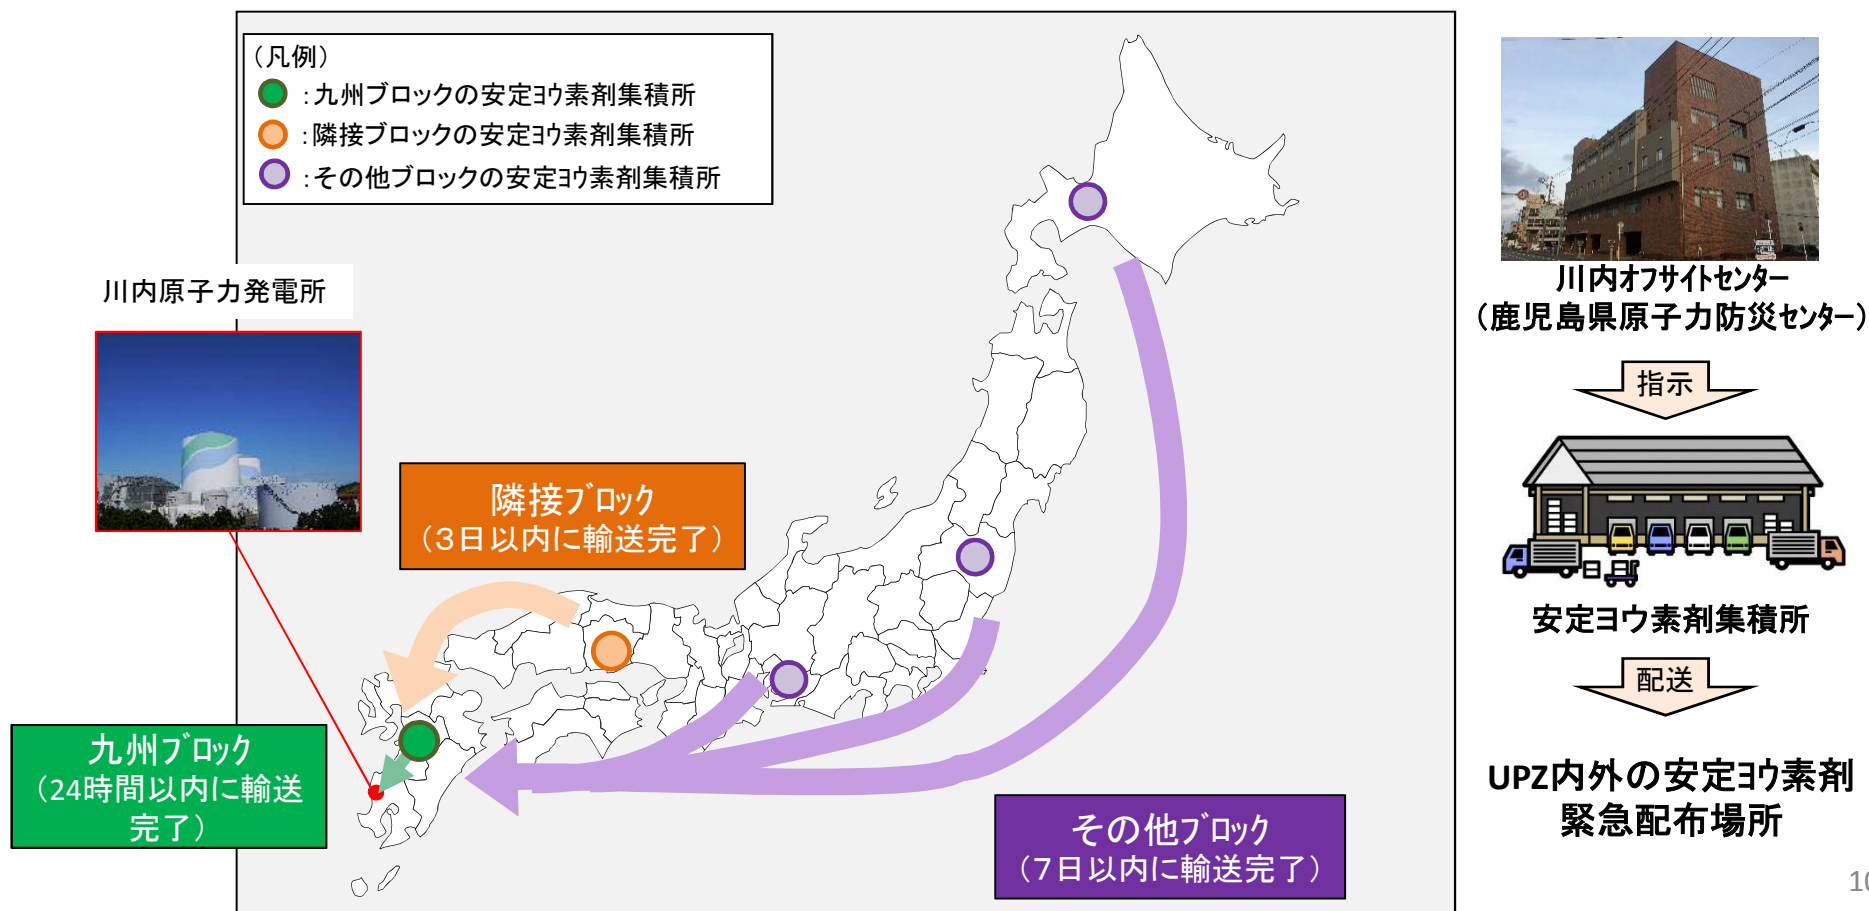 (凡例)
:九州ブロックの安定ヨウ素剤集積所
:隣接ブロックの安定ヨウ素剤集積所
:その他ブロックの安定ヨウ素剤集積所
川内原子力発電所
隣接ブロック
(3日以内に輸送完了)
九州ブロック
(24時間以内に輸送
完了)
その他ブロック
(7日以内に輸送完了)
川内オフサイトセンター
(鹿児島県原子力防災センター)
指示
安定ヨウ素剤集積所
配送
UPZ内外の安定ヨウ素剤
緊急配布場所
10